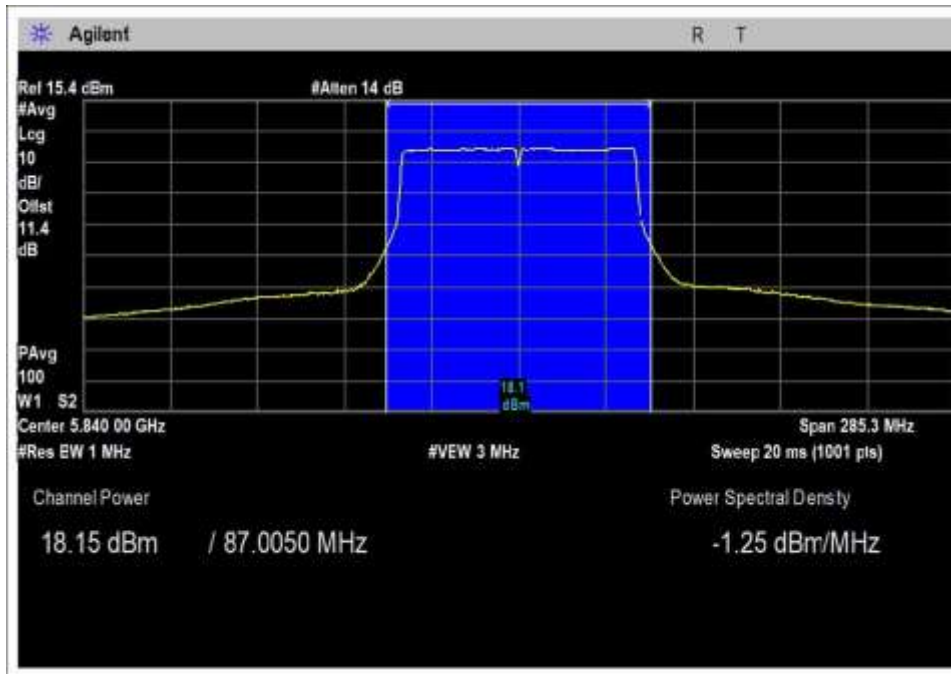 Agilent R T
Ref 15.4 dBm #Atten 14 dB
#Avg
Log
10
dB/
Offst
11.4
dB
PAvg
100
W1 S2
18.1
dBm
Center 5.840 00 GHz Span 285.3 MHz
#Res BW 1 MHz #VBW 3 MHz Sweep 20 ms (1001 pts)
Channel Power Power Spectral Density
18.15 dBm / 87.0050 MHz -1.25 dBm/MHz